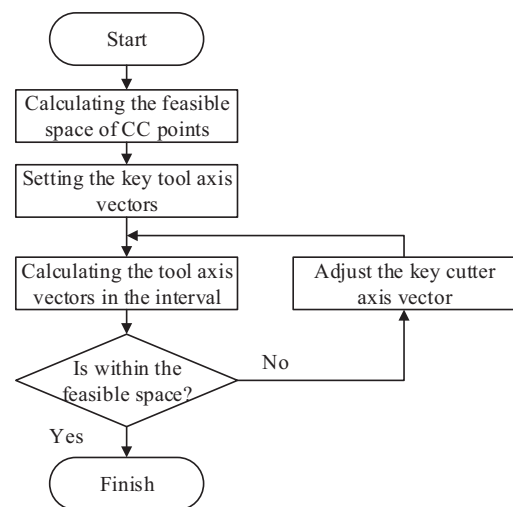 Start
Calculating the feasible
space of CC points
Setting the key tool axis
vectors
Calculating the tool axis
vectors in the interval
Adjust the key cutter
axis vector
Is within the
feasible space?
No
Yes
Finish